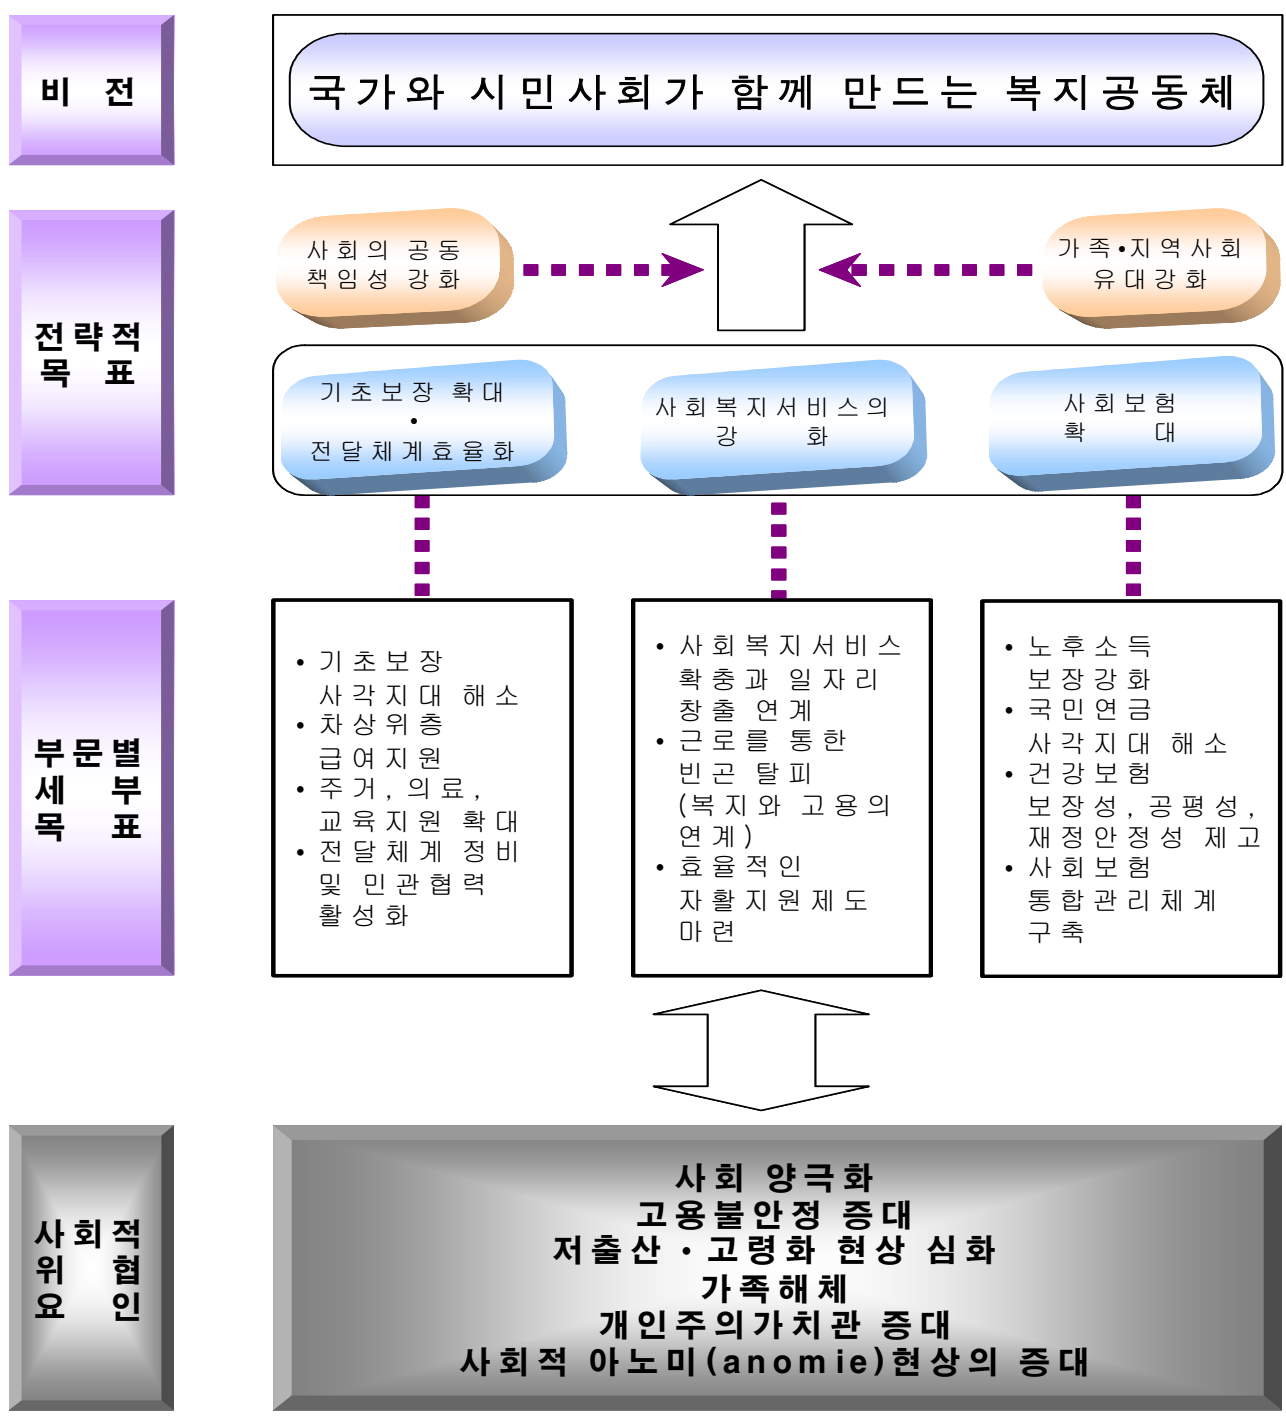 비 전
국가와 시민사회가 함께 만드는 복지공동체
전략적
목 표
사회의 공동
책임성 강화
가족•지역사회
유대강화
기초보장 확대
•
전달체계효율화
사회복지서비스의
강 화
사회보험
확 대
부문별
세 부
목 표
• 기초보장
사각지대 해소
• 차상위층
급여지원
• 주거, 의료,
교육지원 확대
• 전달체계 정비
및 민관협력
활성화
• 사회복지서비스
확충과 일자리
창출 연계
• 근로를 통한
빈곤 탈피
(복지와 고용의
연계)
• 효율적인
자활지원제도
마련
• 노후소득
보장강화
• 국민연금
사각지대 해소
• 건강보험
보장성, 공평성,
재정안정성 제고
• 사회보험
통합관리체계
구축
사회적
위 협
요 인
사회 양극화
고용불안정 증대
저출산 • 고령화 현상 심화
가족해체
개인주의가치관 증대
사회적 아노미(anomie)현상의 증대